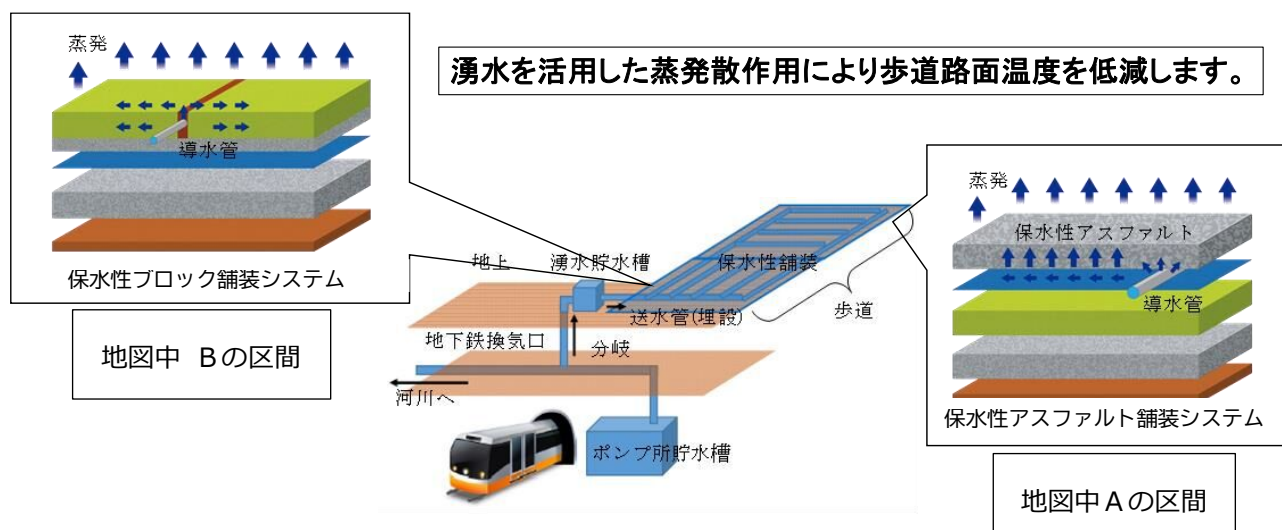 湧水を活用した蒸発散作用により歩道路面温度を低減します。
蒸発
導水管
保水性ブロック舗装システム
地図中 Bの区間
地上
湧水貯水槽
保水性舗装
送水管(埋設)
歩道
地下鉄換気口
分岐
河川へ
ポンプ所貯水槽
蒸発
保水性アスファルト
導水管
保水性アスファルト舗装システム
地図中Aの区間